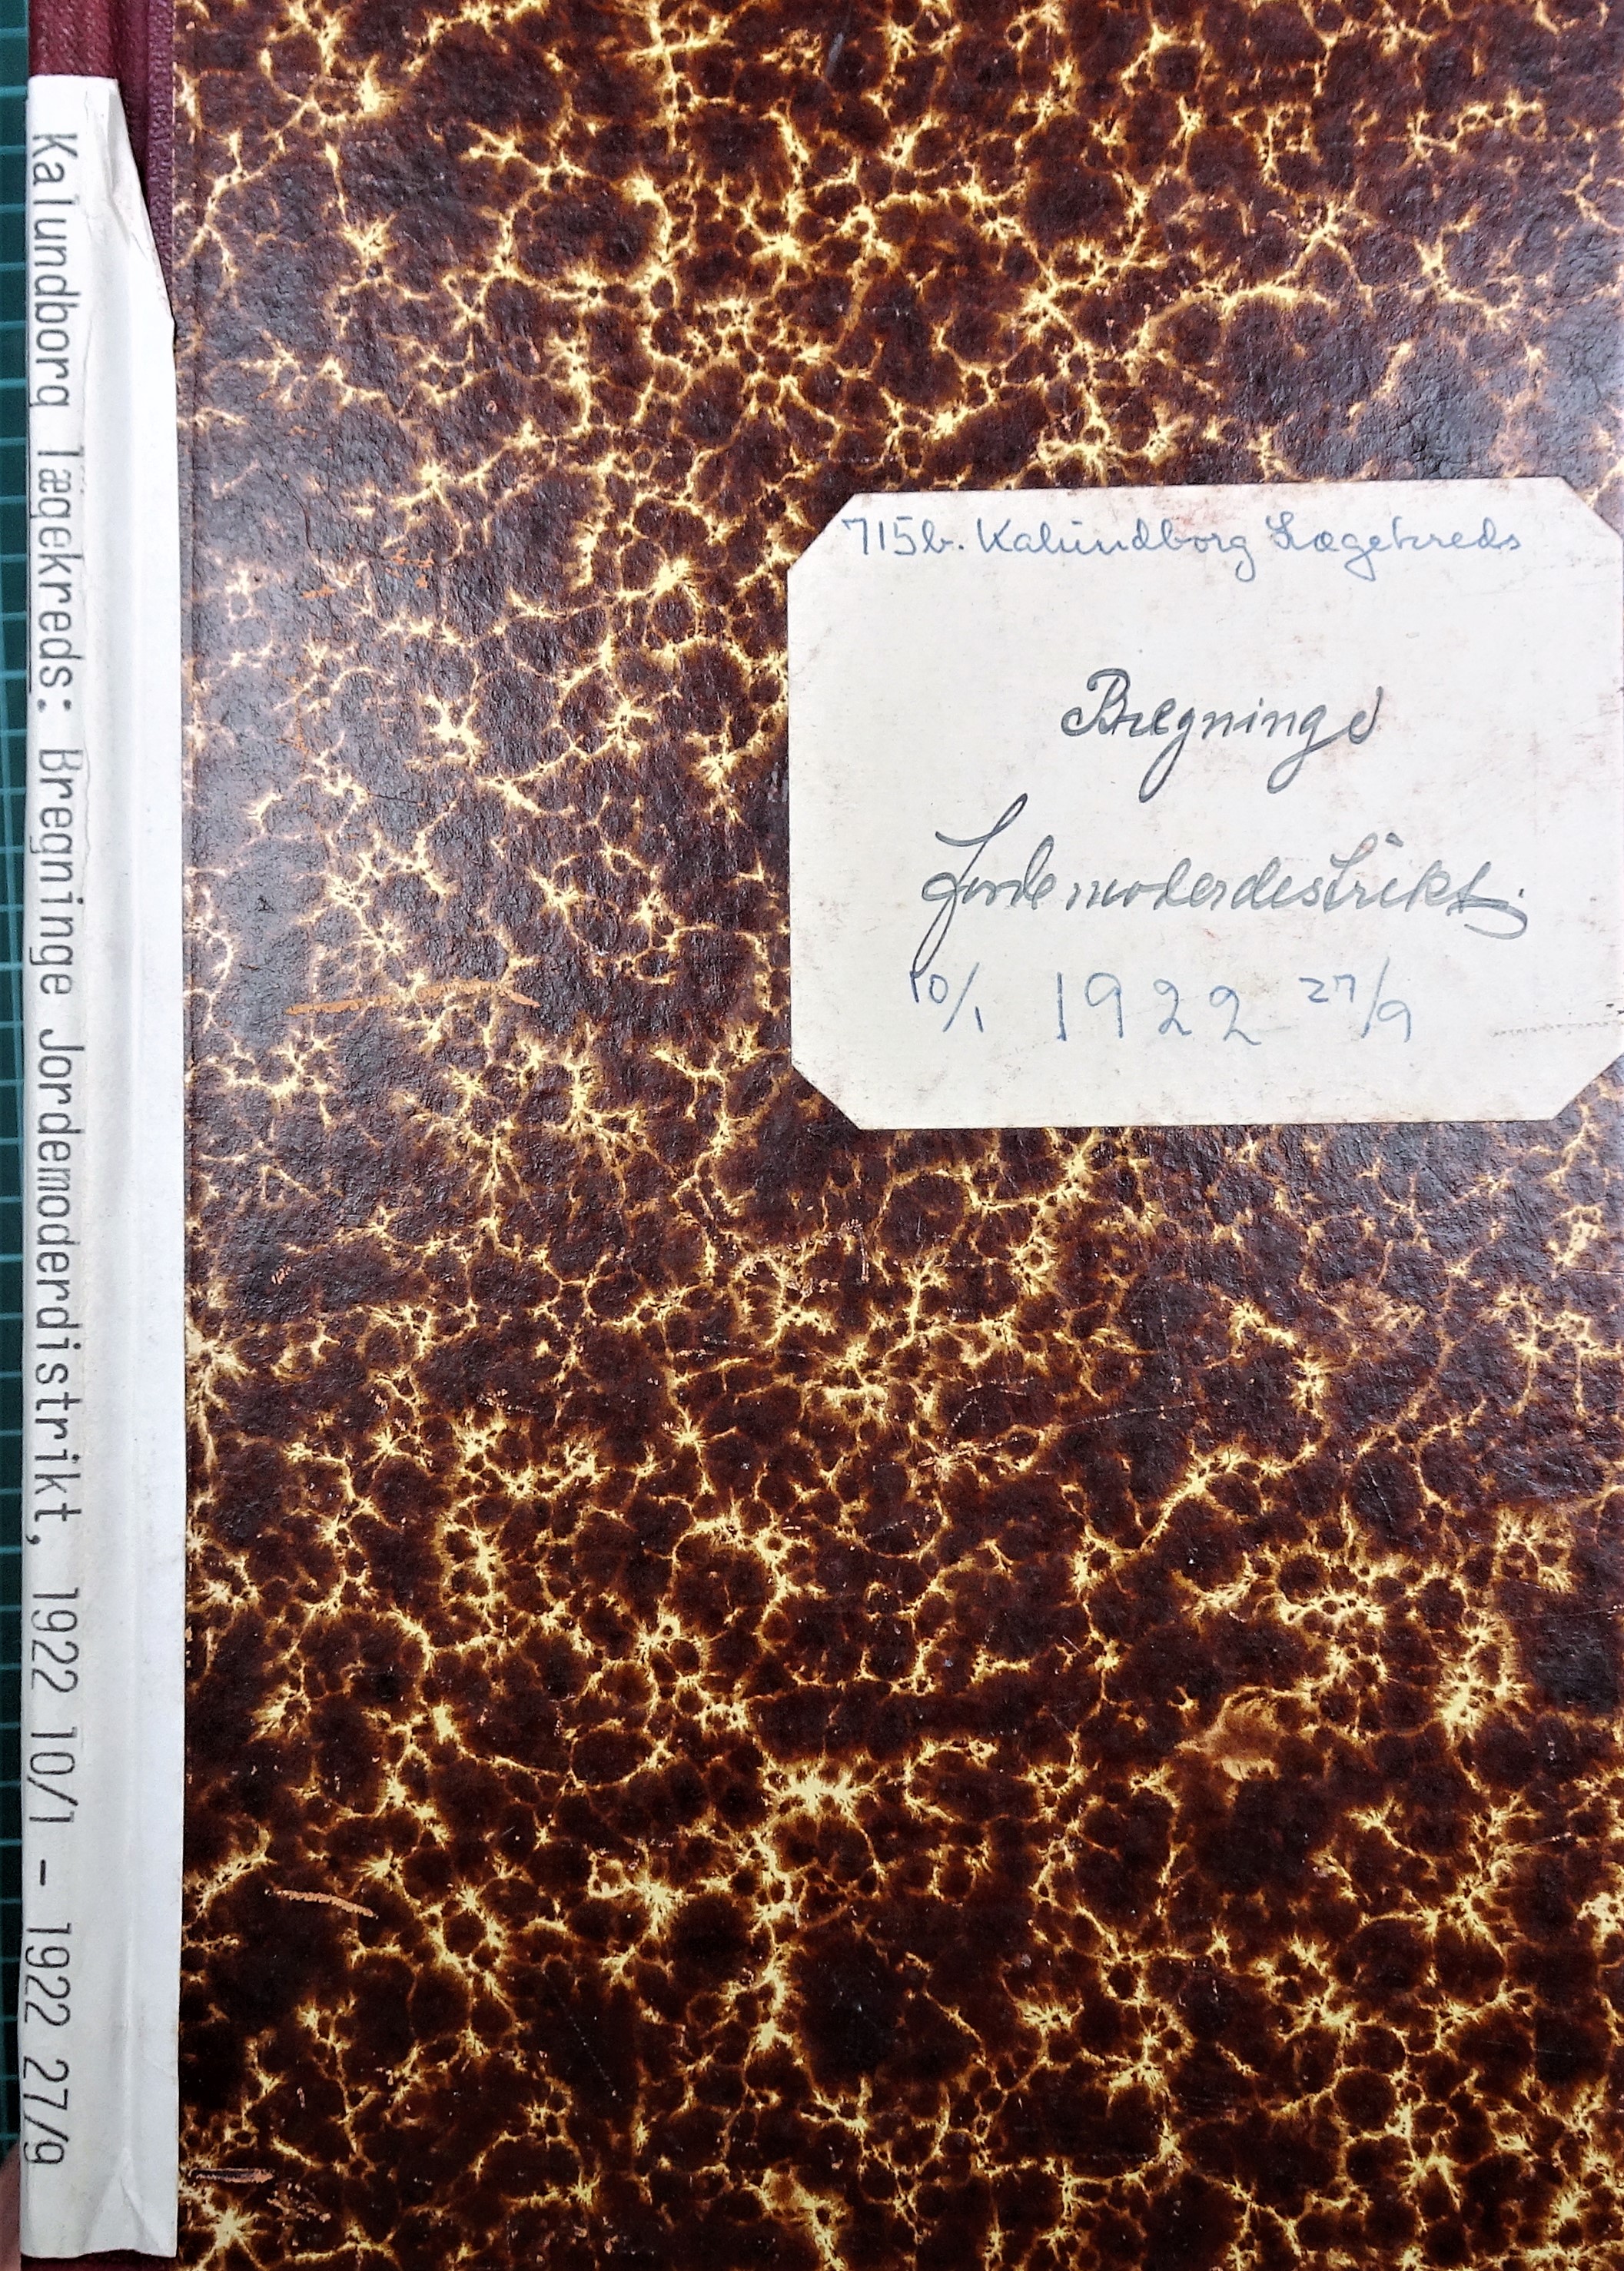 Kalundborg lægekreds: Bregninge Jordemoderdistrikt, 1922 10/1 - 1922 27/9
715b. Kalundborg Lægekreds
Bregninge
Jordemoderdestrikt.
10/1 1922 27/9